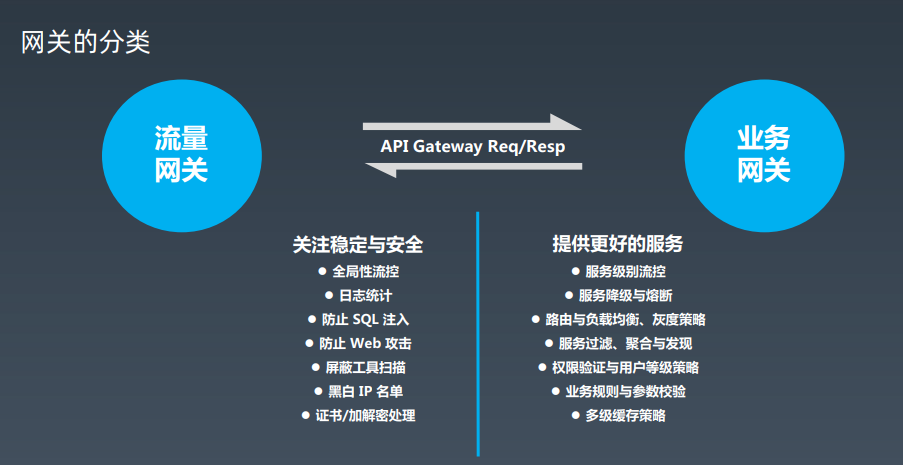 网关的分类
流量
网关
API Gateway Req/Resp
业务
网关
关注稳定与安全
● 全局性流控
● 日志统计
● 防止 SQL 注入
● 防止 Web 攻击
● 屏蔽工具扫描
● 黑白 IP 名单
● 证书/加解密处理
提供更好的服务
● 服务级别流控
● 服务降级与熔断
● 路由与负载均衡、灰度策略
● 服务过滤、聚合与发现
● 权限验证与用户等级策略
● 业务规则与参数校验
● 多级缓存策略